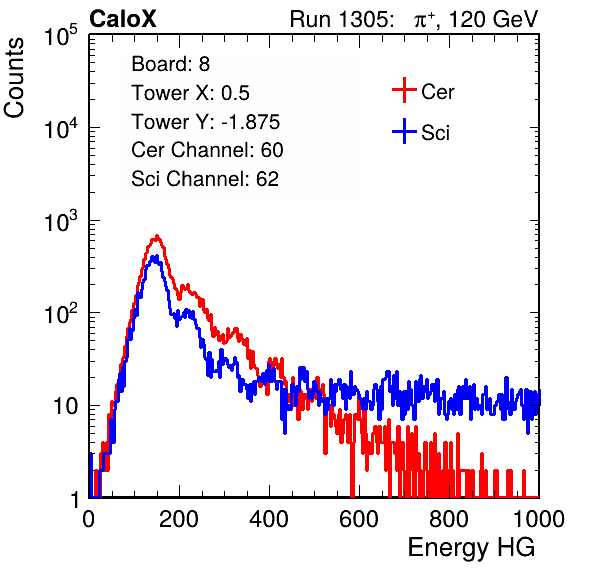 CaloX Run 1305: π⁺, 120 GeV
Counts
10⁵
10⁴
10³
10²
10
1
Board: 8
Tower X: 0.5
Tower Y: -1.875
Cer Channel: 60
Sci Channel: 62
Cer
Sci
0 200 400 600 800 1000
Energy HG